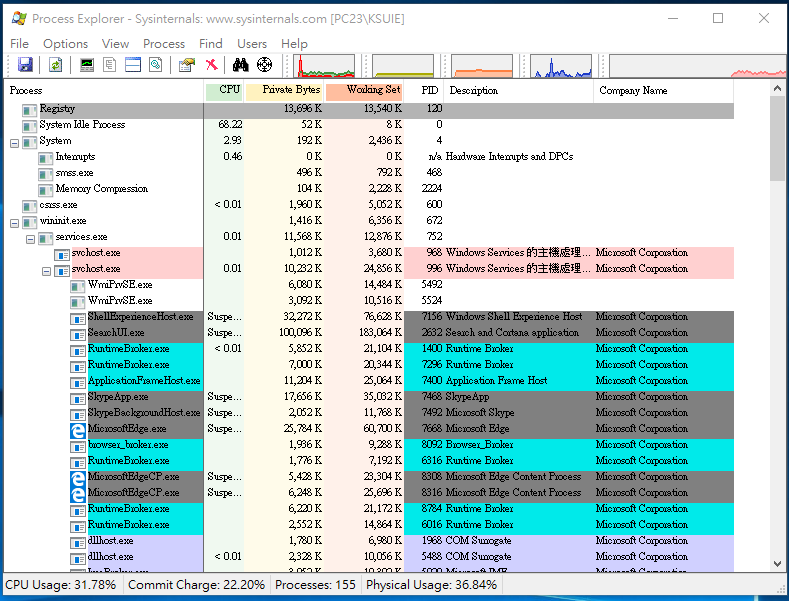 Process Explorer - Sysinternals: www.sysinternals.com [PC23\KSUIE]
File Options View Process Find Users Help
Process CPU Private Bytes Working Set PID Description Company Name
Registry 13,696 K 13,540 K 120
System Idle Process 68.22 52 K 8 K 0
System 2.93 192 K 2,436 K 4
Interrupts 0.46 0 K 0 K n/a Hardware Interrupts and DPCs
smss.exe 496 K 792 K 468
Memory Compression 104 K 2,228 K 2224
csrss.exe < 0.01 1,960 K 5,052 K 600
wininit.exe 1,416 K 6,356 K 672
services.exe 0.01 11,568 K 12,876 K 752
svchost.exe 1,012 K 3,680 K 968 Windows Services 的主機處理... Microsoft Corporation
svchost.exe 0.01 10,232 K 24,856 K 996 Windows Services 的主機處理... Microsoft Corporation
WmiPrvSE.exe 6,080 K 14,484 K 5492
WmiPrvSE.exe 3,092 K 10,516 K 5524
ShellExperienceHost.exe Suspe... 32,272 K 76,628 K 7156 Windows Shell Experience Host Microsoft Corporation
SearchUI.exe Suspe... 100,096 K 183,064 K 2632 Search and Cortana application Microsoft Corporation
RuntimeBroker.exe < 0.01 5,852 K 21,104 K 1400 Runtime Broker Microsoft Corporation
RuntimeBroker.exe 7,000 K 20,344 K 7296 Runtime Broker Microsoft Corporation
ApplicationFrameHost.exe 11,204 K 25,064 K 7400 Application Frame Host Microsoft Corporation
SkypeApp.exe Suspe... 17,656 K 35,032 K 7468 SkypeApp Microsoft Corporation
SkypeBackgroundHost.exe Suspe... 2,052 K 11,768 K 7492 Microsoft Skype Microsoft Corporation
MicrosoftEdge.exe Suspe... 25,784 K 60,700 K 7668 Microsoft Edge Microsoft Corporation
browser_broker.exe 1,936 K 9,288 K 8092 Browser_Broker Microsoft Corporation
RuntimeBroker.exe 1,776 K 7,192 K 6316 Runtime Broker Microsoft Corporation
MicrosoftEdgeCP.exe Suspe... 5,428 K 23,304 K 8308 Microsoft Edge Content Process Microsoft Corporation
MicrosoftEdgeCP.exe Suspe... 6,248 K 25,696 K 8316 Microsoft Edge Content Process Microsoft Corporation
RuntimeBroker.exe 6,220 K 21,172 K 8784 Runtime Broker Microsoft Corporation
RuntimeBroker.exe 2,552 K 14,864 K 6016 Runtime Broker Microsoft Corporation
dllhost.exe 1,780 K 6,980 K 1968 COM Surrogate Microsoft Corporation
dllhost.exe < 0.01 2,328 K 10,056 K 5488 COM Surrogate Microsoft Corporation
CPU Usage: 31.78% Commit Charge: 22.20% Processes: 155 Physical Usage: 36.84%